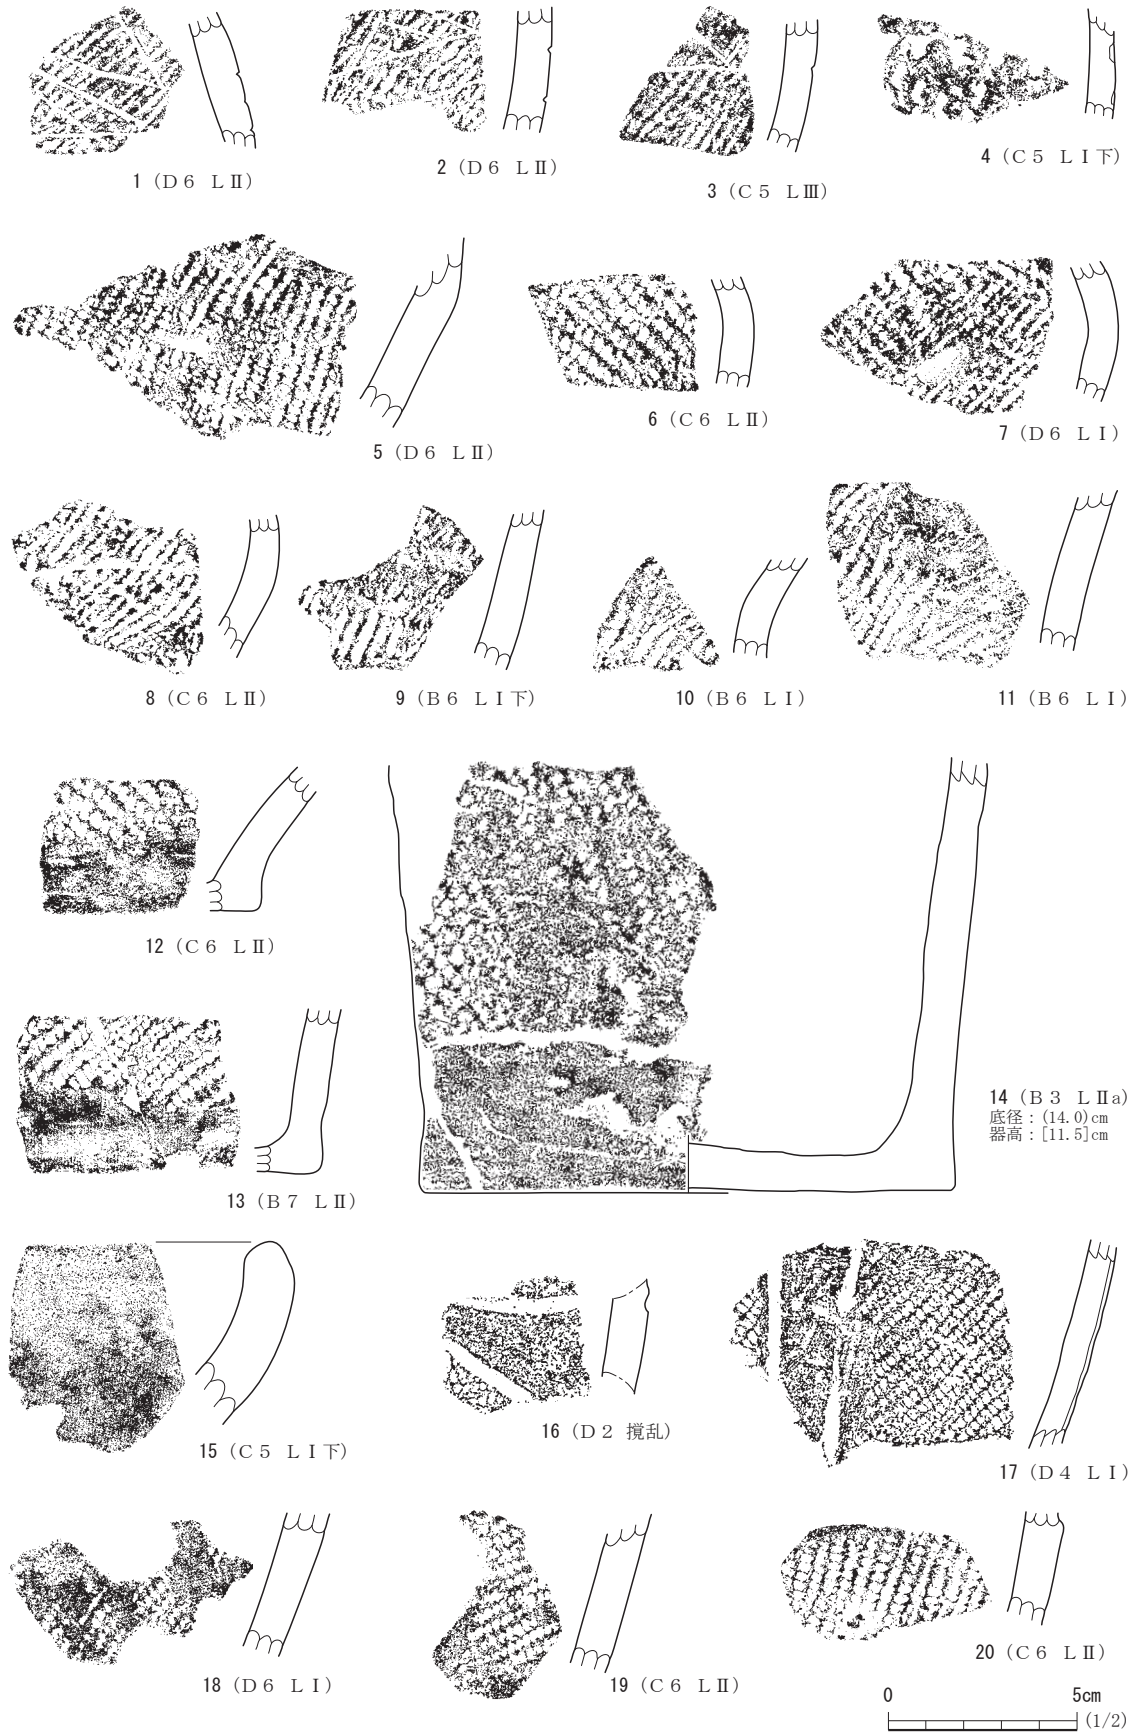 1（D6 LⅡ）
2（D6 LⅡ）
3（C5 LⅢ）
4（C5 LⅠ下）
5（D6 LⅡ）
6（C6 LⅡ）
7（D6 LⅠ）
8（C6 LⅡ）
9（B6 LⅠ下）
10（B6 LⅠ）
11（B6 LⅠ）
12（C6 LⅡ）
13（B7 LⅡ）
14（B3 LⅡa）
底径：(14.0)cm
器高：[11.5]cm
15（C5 LⅠ下）
16（D2 撹乱）
17（D4 LⅠ）
18（D6 LⅠ）
19（C6 LⅡ）
20（C6 LⅡ）
0 5cm
(1/2)